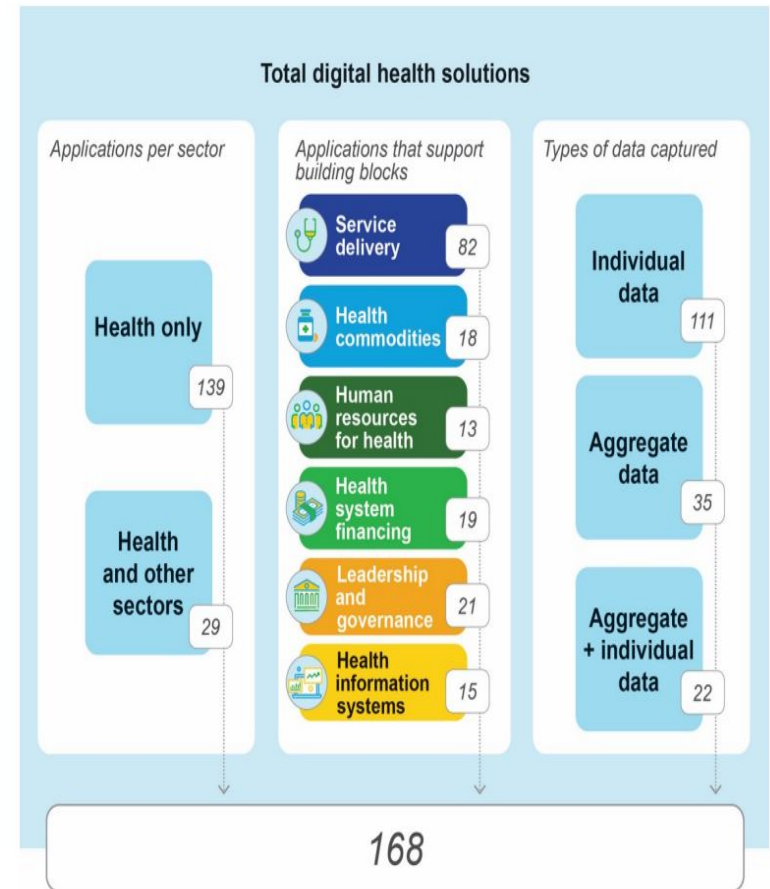 Total digital health solutions
Applications per sector
Health only
139
Health
and other
sectors
29
Applications that support
building blocks
Service
delivery
82
Health
commodities
18
Human
resources
for health
13
Health
system
financing
19
Leadership
and
governance
21
Health
information
systems
15
Types of data captured
Individual
data
111
Aggregate
data
35
Aggregate
+ individual
data
22
168